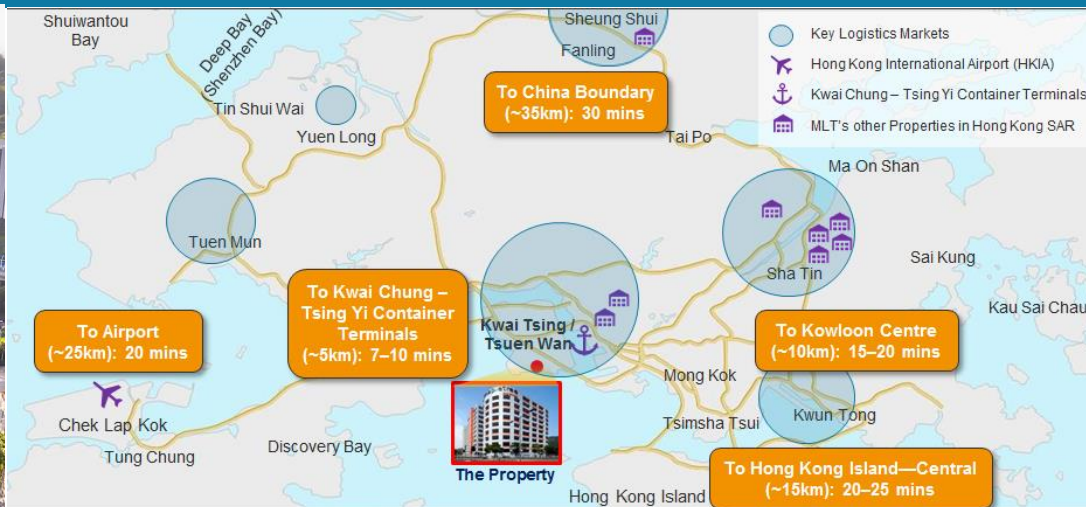 Shuiwantou
Bay
Deep Bay
(Shenzhen Bay)
Sheung Shui
Fanling
Key Logistics Markets
Hong Kong International Airport (HKIA)
Kwai Chung – Tsing Yi Container Terminals
MLT's other Properties in Hong Kong SAR
To China Boundary
(~35km): 30 mins
Tin Shui Wai
Yuen Long
Tai Po
Ma On Shan
Tuen Mun
Sha Tin
Sai Kung
Kau Sai Chau
To Kwai Chung –
Tsing Yi Container
Terminals
(~5km): 7–10 mins
Kwai Tsing /
Tsuen Wan
To Airport
(~25km): 20 mins
To Kowloon Centre
(~10km): 15–20 mins
Mong Kok
Chek Lap Kok
Tsimsha Tsui
Kwun Tong
Tung Chung
Discovery Bay
The Property
To Hong Kong Island—Central
(~15km): 20–25 mins
Hong Kong Island